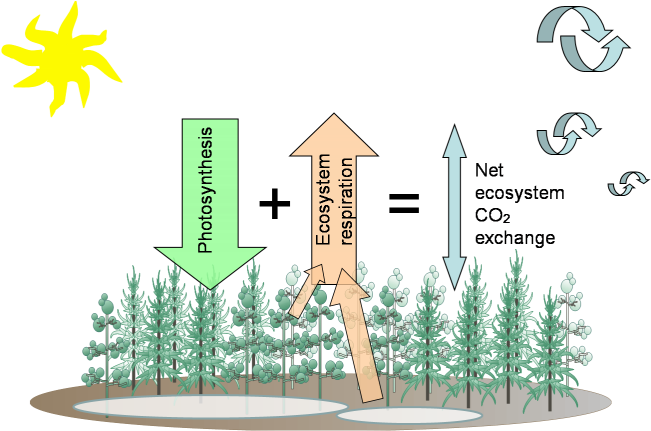 Photosynthesis
+
Ecosystem
respiration
=
Net
ecosystem
CO₂
exchange